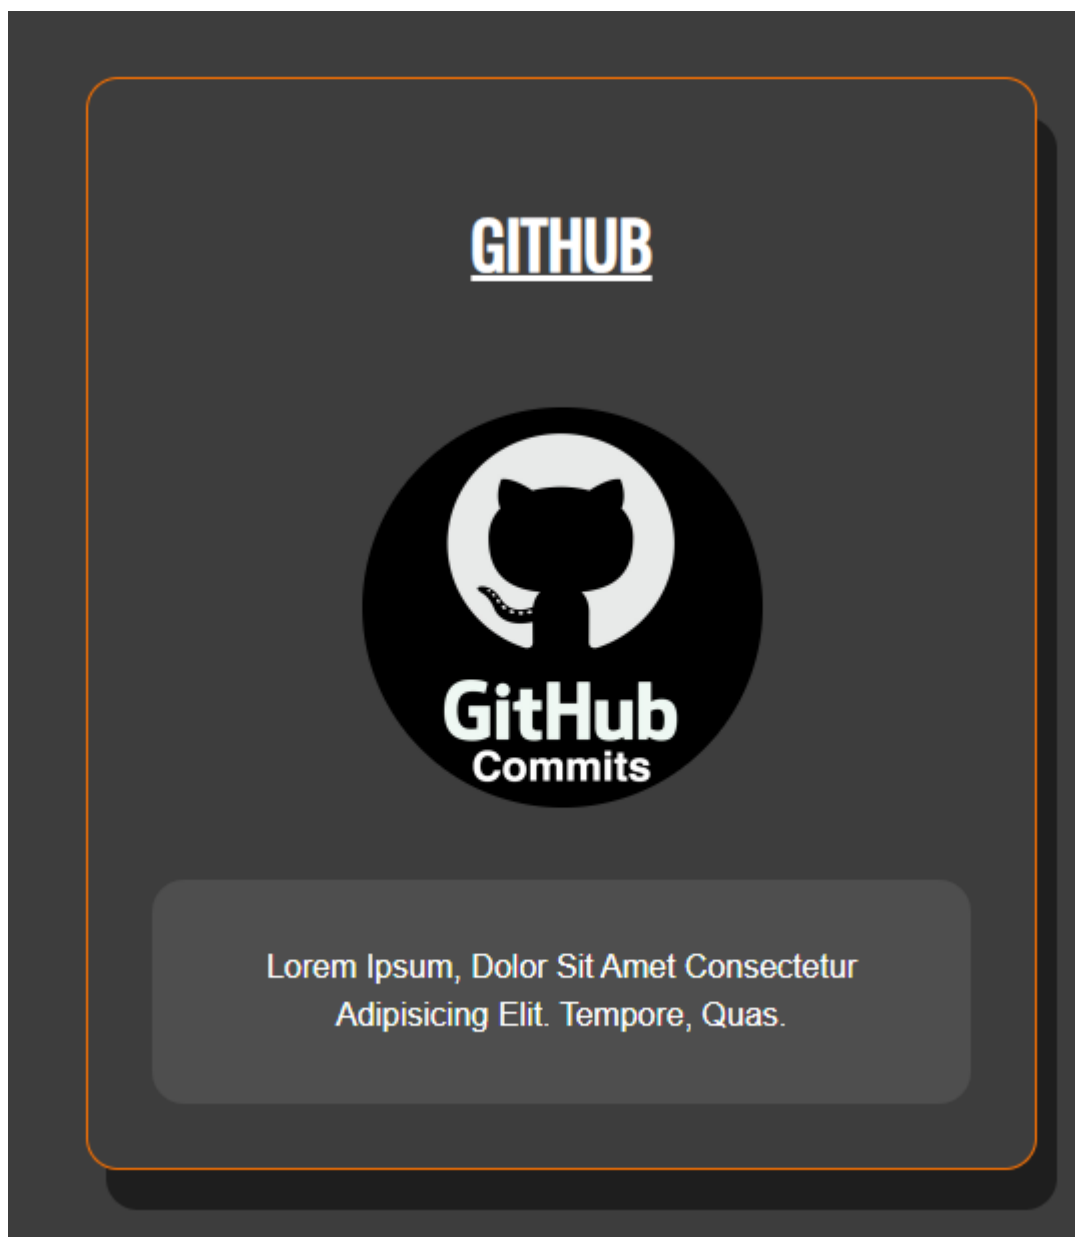 GITHUB
GitHub
Commits
Lorem Ipsum, Dolor Sit Amet Consectetur
Adipisicing Elit. Tempore, Quas.